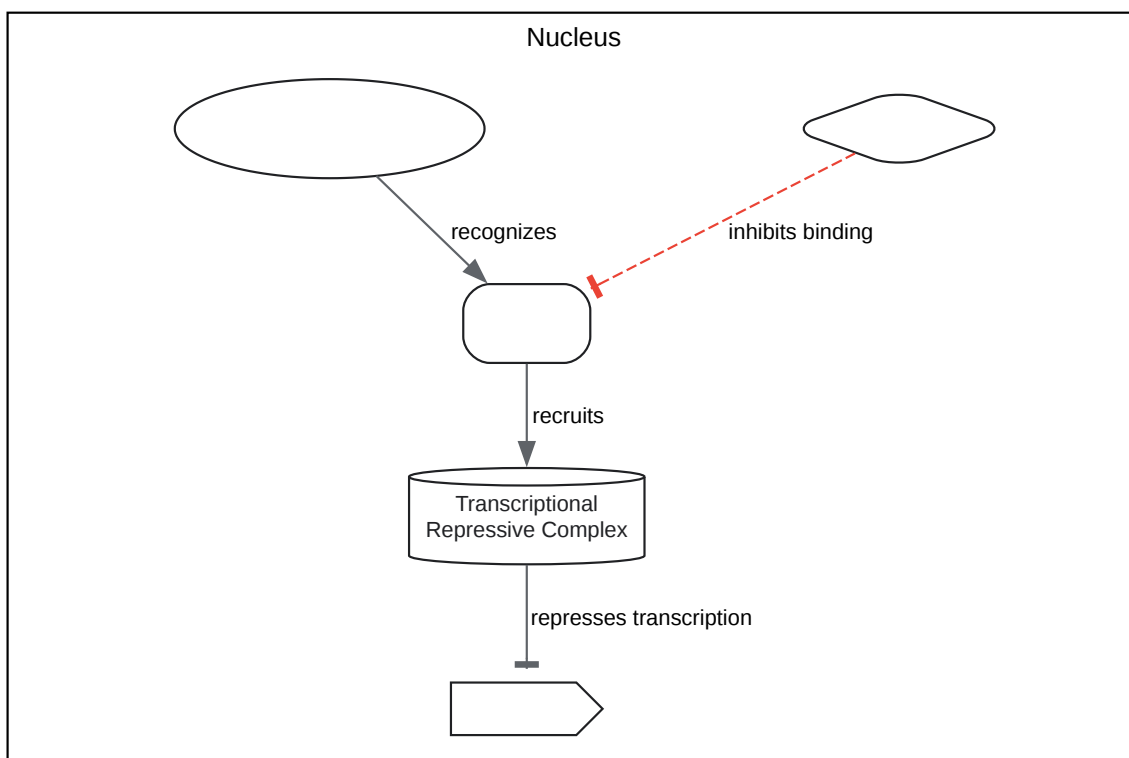 Nucleus
recognizes
inhibits binding
recruits
Transcriptional
Repressive Complex
represses transcription